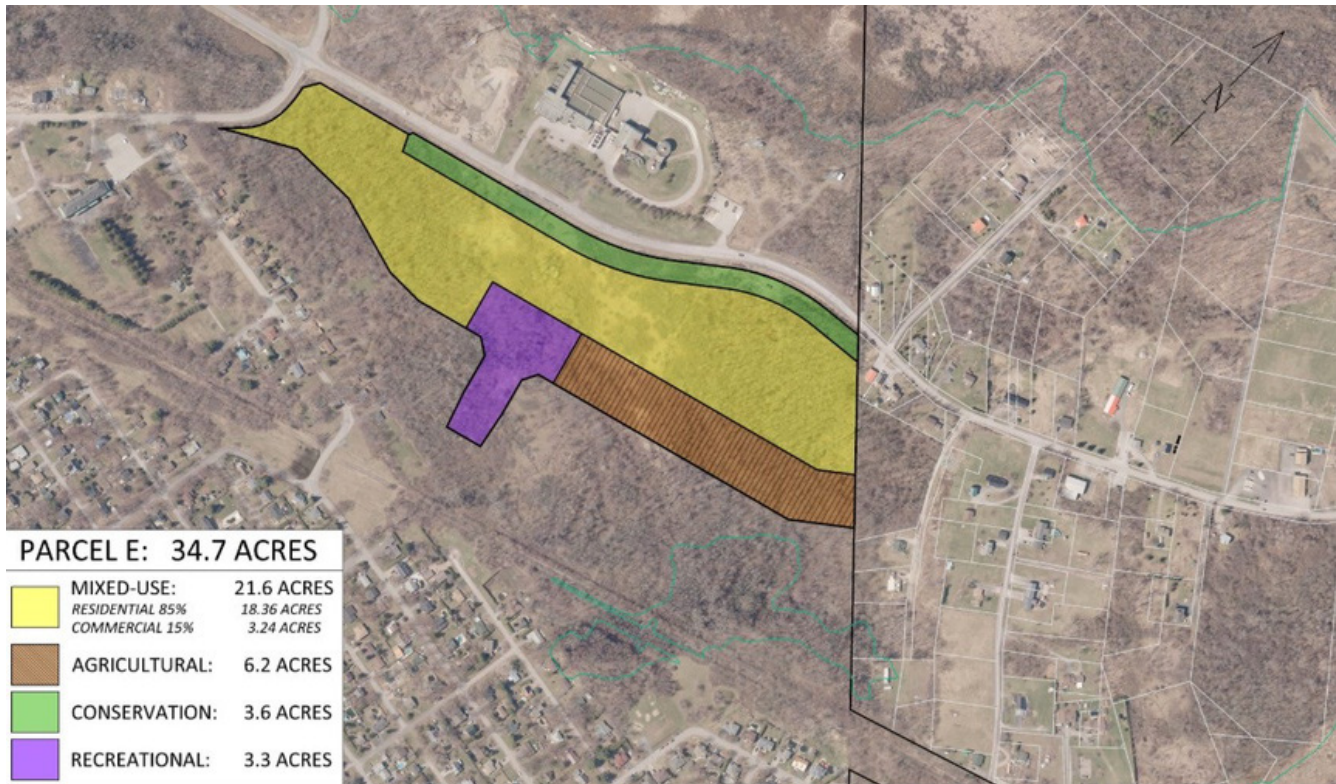 N
PARCEL E: 34.7 ACRES
MIXED-USE: 21.6 ACRES
RESIDENTIAL 85% 18.36 ACRES
COMMERCIAL 15% 3.24 ACRES
AGRICULTURAL: 6.2 ACRES
CONSERVATION: 3.6 ACRES
RECREATIONAL: 3.3 ACRES